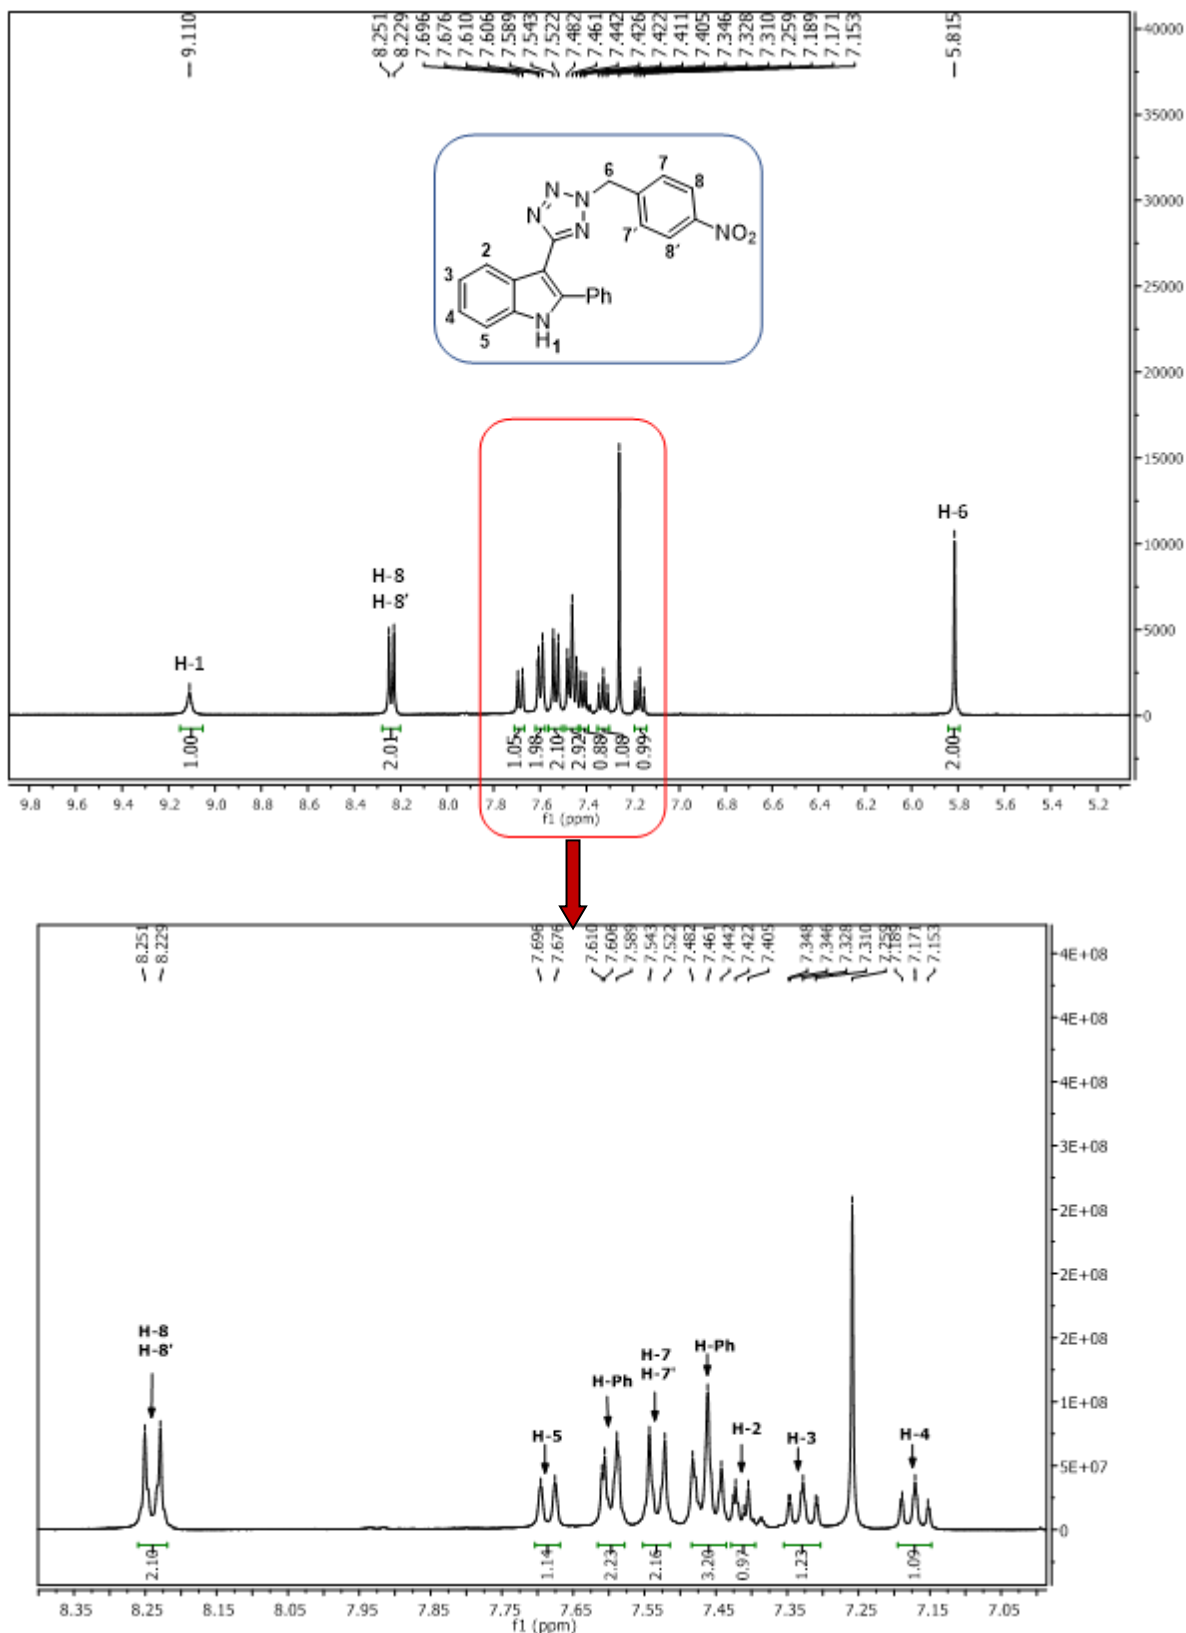 9.110 8.251 8.229 7.696 7.676 7.610 7.606 7.589 7.543 7.522 7.482 7.461 7.442 7.426 7.422 7.411 7.405 7.346 7.328 7.310 7.259 7.189 7.171 7.153 5.815
40000
35000
30000
25000
20000
15000
10000
5000
0
6 7 8
N N N
N N
7' 8' NO₂
2
3
4
5
Ph
N
H 1
H-6
H-8
H-8'
H-1
1.00 2.01 1.05 1.98 2.10 2.92 0.88 1.08 0.99 2.00
9.8 9.6 9.4 9.2 9.0 8.8 8.6 8.4 8.2 8.0 7.8 7.6 7.4 7.2 7.0 6.8 6.6 6.4 6.2 6.0 5.8 5.6 5.4 5.2
f1 (ppm)
8.251 8.229 7.696 7.676 7.610 7.606 7.589 7.543 7.522 7.482 7.461 7.442 7.422 7.405 7.348 7.346 7.328 7.310 7.259 7.189 7.171 7.153
4E+08
4E+08
4E+08
3E+08
2E+08
2E+08
2E+08
1E+08
5E+07
0
H-8
H-8'
H-5
H-Ph
H-7
H-7'
H-Ph
H-2
H-3
H-4
2.10 1.14 2.23 2.16 3.20 0.97 1.23 1.09
8.35 8.25 8.15 8.05 7.95 7.85 7.75 7.65 7.55 7.45 7.35 7.25 7.15 7.05
f1 (ppm)